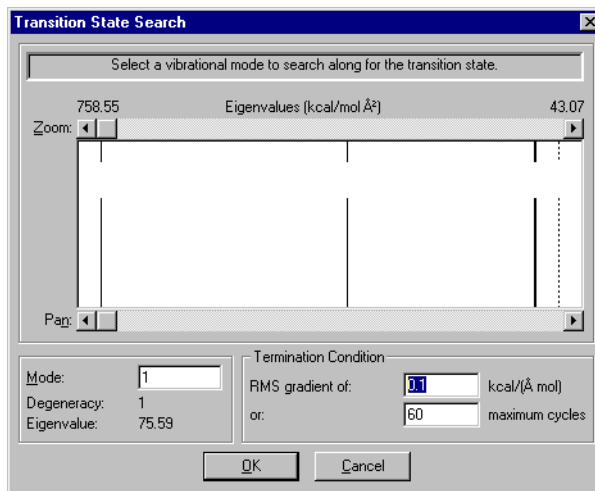 Transition State Search
Select a vibrational mode to search along for the transition state.
758.55 Eigenvalues (kcal/mol Å²) 43.07
Zoom:
Pan:
Mode: 1
Degeneracy: 1
Eigenvalue: 75.59
Termination Condition
RMS gradient of: 0.1 kcal/(Å mol)
or: 60 maximum cycles
OK Cancel